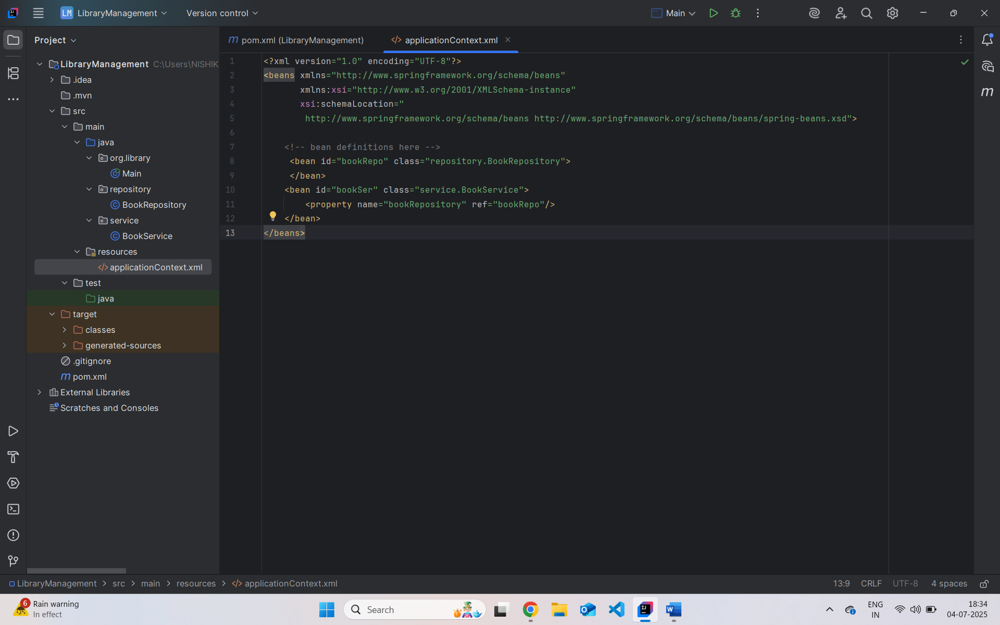 LM LibraryManagement Version control Main
Project
LibraryManagement C:\Users\NISHIK
.idea
.mvn
src
main
java
org.library
Main
repository
BookRepository
service
BookService
resources
applicationContext.xml
test
java
target
classes
generated-sources
.gitignore
pom.xml
External Libraries
Scratches and Consoles
pom.xml (LibraryManagement) applicationContext.xml
1 <?xml version="1.0" encoding="UTF-8"?>
2 <beans xmlns="http://www.springframework.org/schema/beans"
3 xmlns:xsi="http://www.w3.org/2001/XMLSchema-instance"
4 xsi:schemaLocation="
5 http://www.springframework.org/schema/beans http://www.springframework.org/schema/beans/spring-beans.xsd">
6
7 <!-- bean definitions here -->
8 <bean id="bookRepo" class="repository.BookRepository">
9 </bean>
10 <bean id="bookSer" class="service.BookService">
11 <property name="bookRepository" ref="bookRepo"/>
12 </bean>
13 </beans>
LibraryManagement > src > main > resources > applicationContext.xml 13:9 CRLF UTF-8 4 spaces
6 Rain warning
In effect
Search
ENG
IN
18:34
04-07-2025